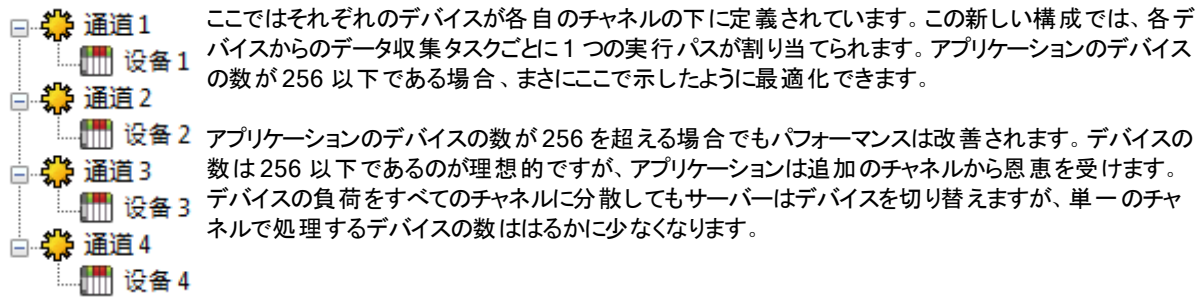 通道 1
设备 1
通道 2
设备 2
通道 3
设备 3
通道 4
设备 4
ここではそれぞれのデバイスが各自のチャネルの下に定義されています。この新しい構成では、各デ
バイスからのデータ収集タスクごとに 1 つの実行パスが割り当てられます。アプリケーションのデバイス
の数が 256 以下である場合、まさにここで示したように最適化できます。
アプリケーションのデバイスの数が 256 を超える場合でもパフォーマンスは改善されます。デバイスの
数は 256 以下であるのが理想的ですが、アプリケーションは追加のチャネルから恩恵を受けます。
デバイスの負荷をすべてのチャネルに分散してもサーバーはデバイスを切り替えますが、単一のチャ
ネルで処理するデバイスの数ははるかに少なくなります。